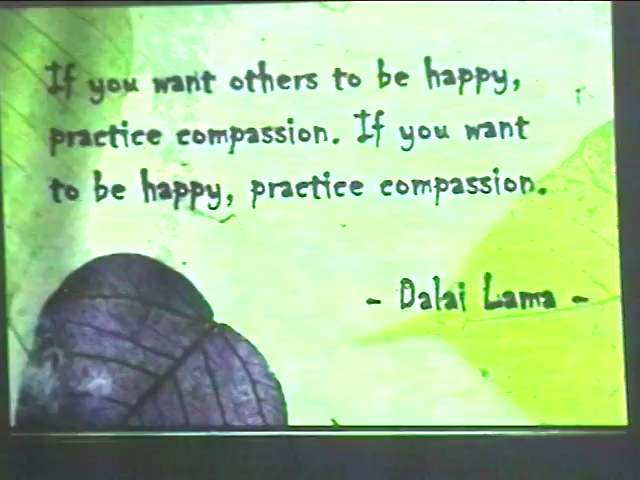 If you want others to be happy,
practice compassion. If you want
to be happy, practice compassion.
- Dalai Lama -